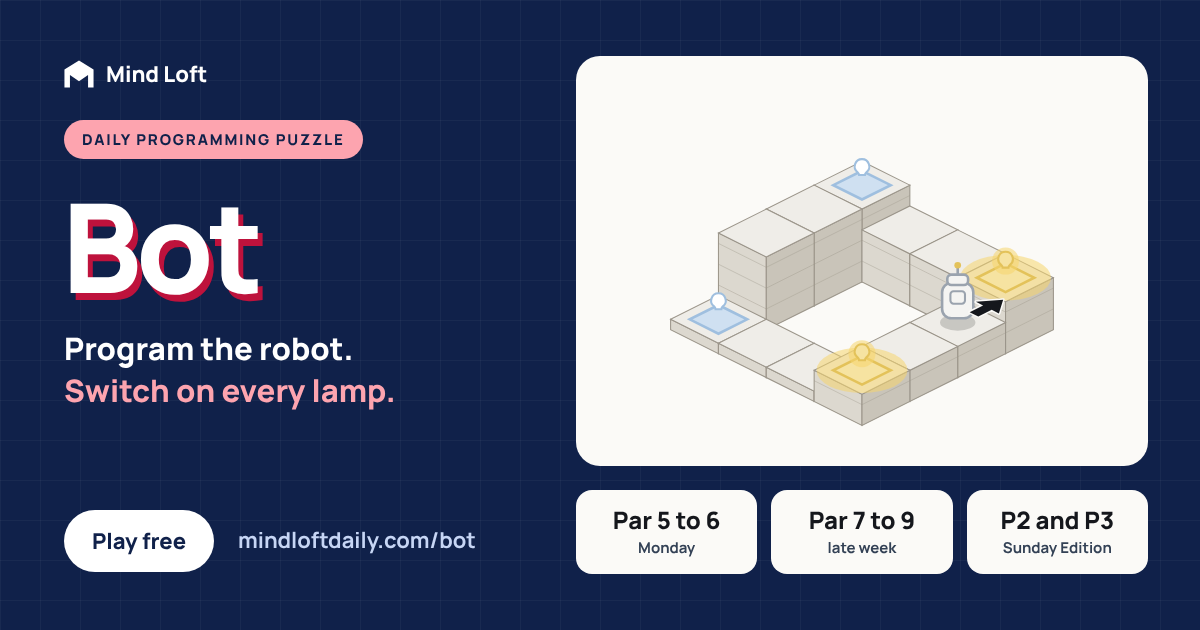 Mind Loft
DAILY PROGRAMMING PUZZLE
Bot
Program the robot.
Switch on every lamp.
Play free
mindloftdaily.com/bot
Par 5 to 6
Monday
Par 7 to 9
late week
P2 and P3
Sunday Edition